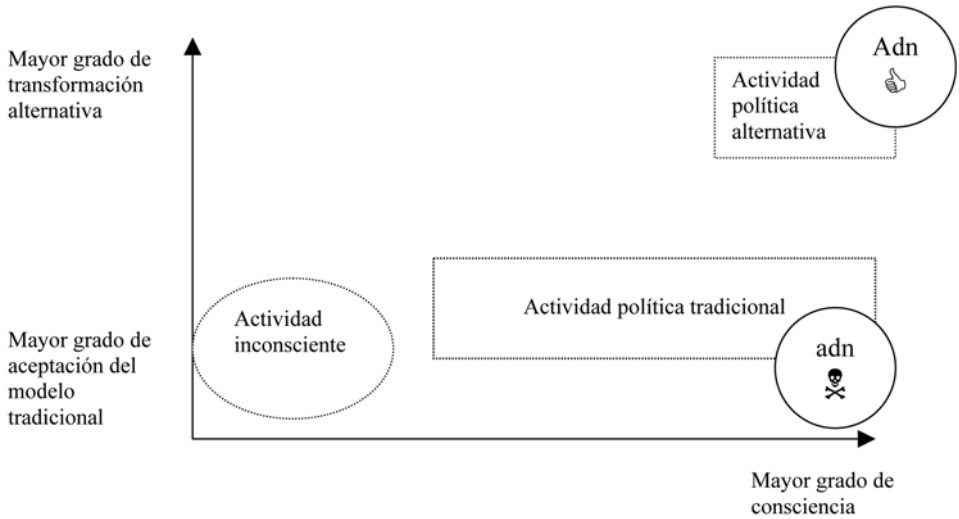 Mayor grado de
transformación
alternativa
Adn
Actividad
política
alternativa
Actividad
inconsciente
Actividad política tradicional
Mayor grado de
aceptación del
modelo
tradicional
adn
Mayor grado de
consciencia